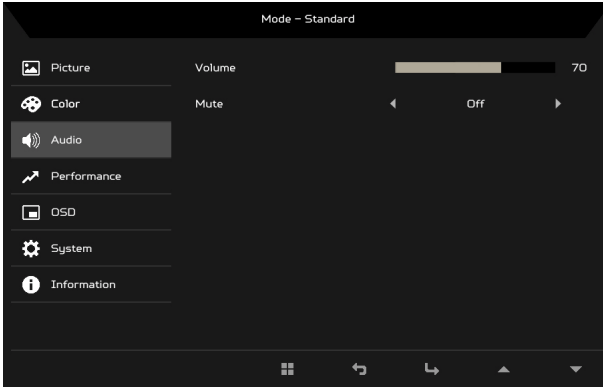 Mode – Standard
Picture
Volume 70
Color
Mute Off
Audio
Performance
OSD
System
Information